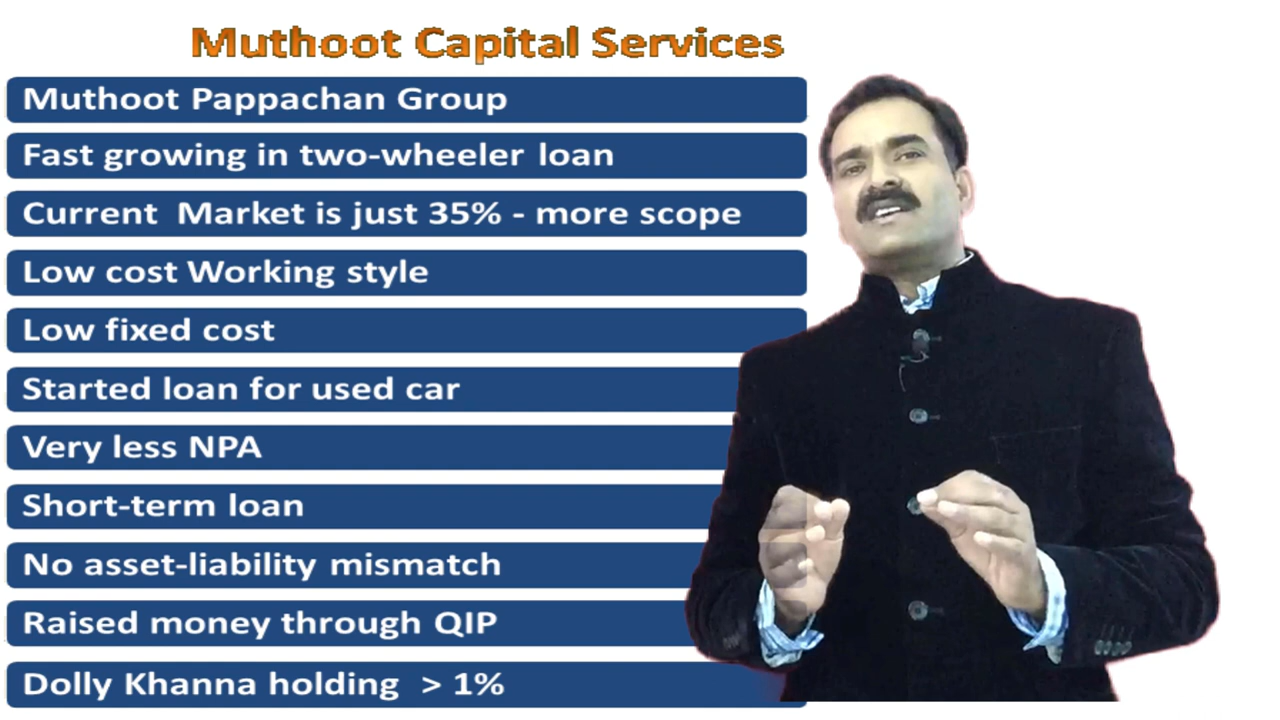 Muthoot Capital Services
Muthoot Pappachan Group
Fast growing in two-wheeler loan
Current Market is just 35% - more scope
Low cost Working style
Low fixed cost
Started loan for used car
Very less NPA
Short-term loan
No asset-liability mismatch
Raised money through QIP
Dolly Khanna holding > 1%